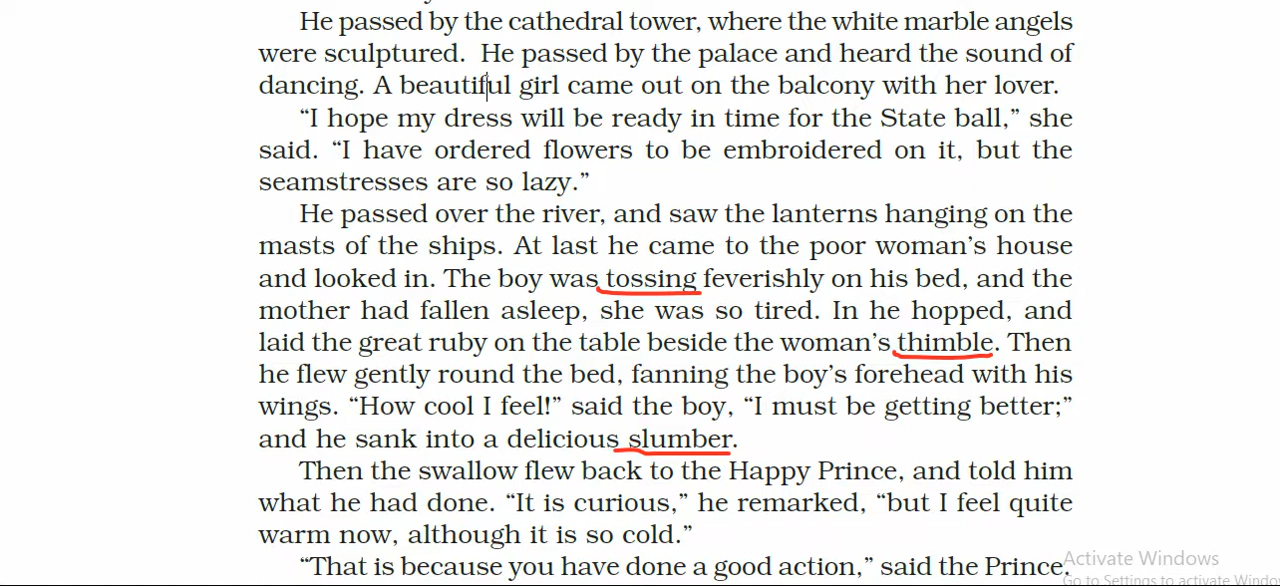 He passed by the cathedral tower, where the white marble angels
were sculptured. He passed by the palace and heard the sound of
dancing. A beautiful girl came out on the balcony with her lover.
“I hope my dress will be ready in time for the State ball,” she
said. “I have ordered flowers to be embroidered on it, but the
seamstresses are so lazy.”
He passed over the river, and saw the lanterns hanging on the
masts of the ships. At last he came to the poor woman’s house
and looked in. The boy was tossing feverishly on his bed, and the
mother had fallen asleep, she was so tired. In he hopped, and
laid the great ruby on the table beside the woman’s thimble. Then
he flew gently round the bed, fanning the boy’s forehead with his
wings. “How cool I feel!” said the boy, “I must be getting better;”
and he sank into a delicious slumber.
Then the swallow flew back to the Happy Prince, and told him
what he had done. “It is curious,” he remarked, “but I feel quite
warm now, although it is so cold.”
“That is because you have done a good action,” said the Prince.
Activate Windows
Go to Settings to activate Windo